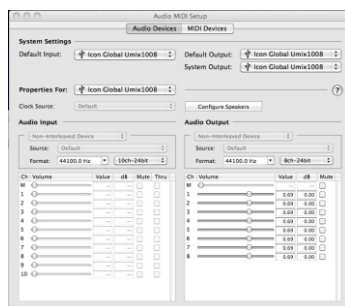 Audio MIDI Setup
Audio Devices MIDI Devices
System Settings
Default Input: Icon Global Umix1008
Default Output: Icon Global Umix1008
System Output: Icon Global Umix1008
Properties For: Icon Global Umix1008 ?
Clock Source: Default
Configure Speakers
Audio Input
Non-Interleaved Device
Source: Default
Format: 44100.0 Hz 10ch-24bit
Ch Volume Value dB Mute Thru
M -- --
1 -- --
2 -- --
3 -- --
4 -- --
5 -- --
6 -- --
7 -- --
8 -- --
9 -- --
10 -- --
Audio Output
Non-Interleaved Device
Source: Default
Format: 44100.0 Hz 8ch-24bit
Ch Volume Value dB Mute
M -- --
1 0.69 0.00
2 0.69 0.00
3 0.69 0.00
4 0.69 0.00
5 0.69 0.00
6 0.69 0.00
7 0.69 0.00
8 0.69 0.00